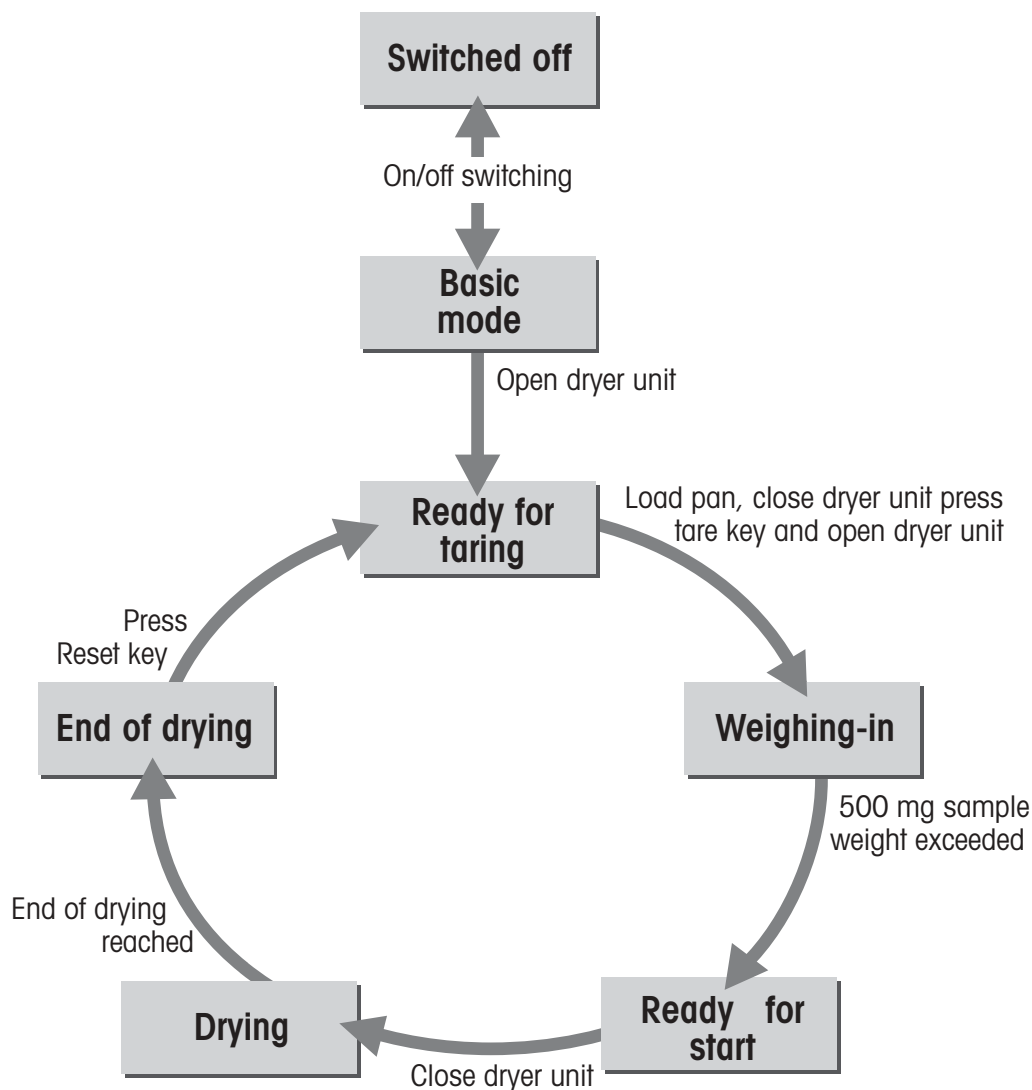 Switched off
On/off switching
Basic
mode
Open dryer unit
Ready for
taring
Load pan, close dryer unit press
tare key and open dryer unit
Press
Reset key
End of drying
Weighing-in
500 mg sample
weight exceeded
End of drying
reached
Drying
Ready for
start
Close dryer unit